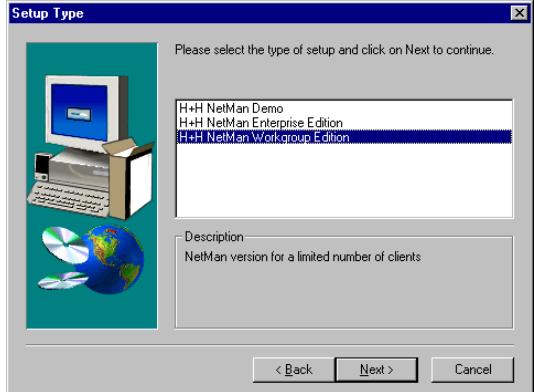 Setup Type
Please select the type of setup and click on Next to continue.
H+H NetMan Demo
H+H NetMan Enterprise Edition
H+H NetMan Workgroup Edition
Description
NetMan version for a limited number of clients
< Back
Next >
Cancel